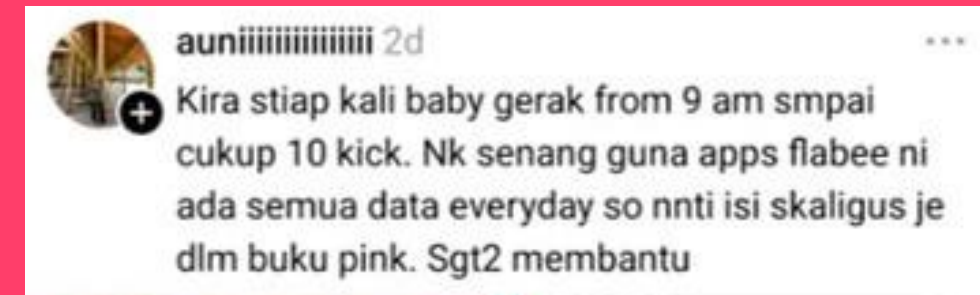 auniiiiiiiiiiiiiii 2d
Kira stiap kali baby gerak from 9 am smpai
cukup 10 kick. Nk senang guna apps flabee ni
ada semua data everyday so nnti isi skaligus je
dlm buku pink. Sgt2 membantu